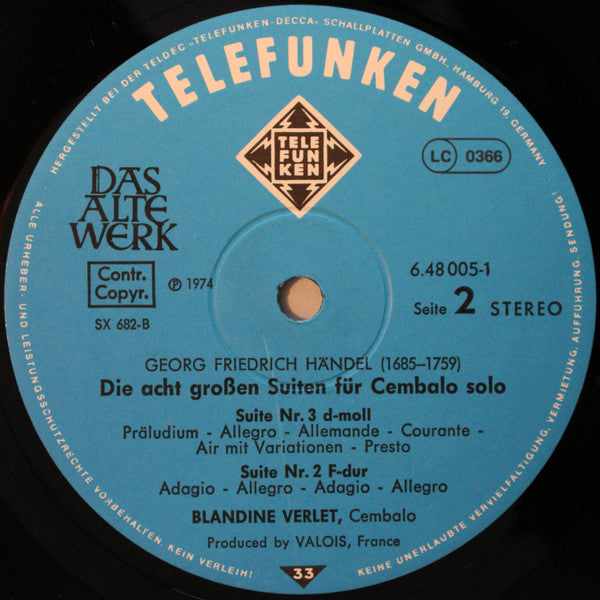 HERGESTELLT BEI DER TELDEC »TELEFUNKEN-DECCA« SCHALLPLATTEN GMBH., HAMBURG 19, GERMANY
TELEFUNKEN
TELE
FUN
KEN
DAS
ALTE
WERK
LC 0366
Contr.
Copyr.
℗ 1974
SX 682-B
6.48 005-1
Seite 2 STEREO
GEORG FRIEDRICH HÄNDEL (1685–1759)
Die acht großen Suiten für Cembalo solo
Suite Nr. 3 d-moll
Präludium - Allegro - Allemande - Courante -
Air mit Variationen - Presto
Suite Nr. 2 F-dur
Adagio - Allegro - Adagio - Allegro
BLANDINE VERLET, Cembalo
Produced by VALOIS, France
33
ALLE URHEBER- UND LEISTUNGSSCHUTZRECHTE VORBEHALTEN. KEIN VERLEIH!
KEINE UNERLAUBTE VERVIELFÄLTIGUNG, VERMIETUNG, AUFFÜHRUNG, SENDUNG!